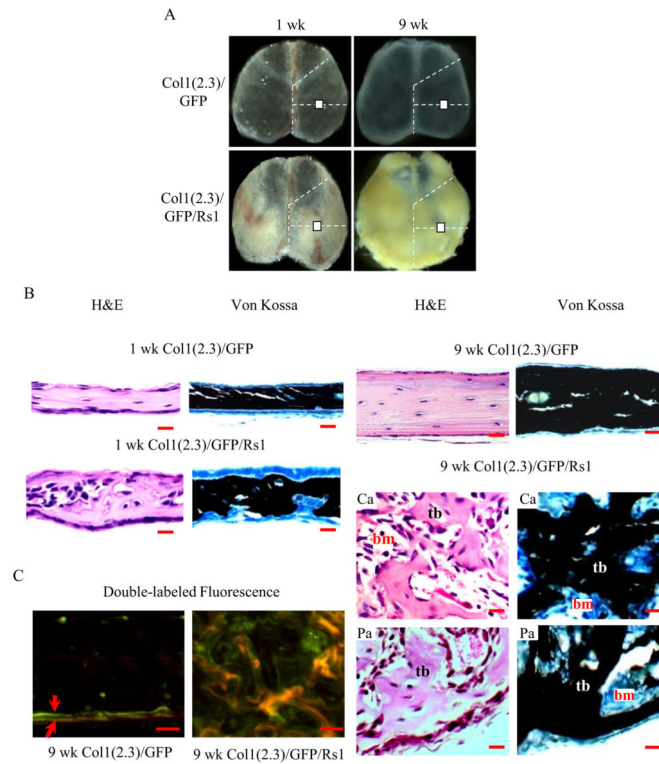 A
1 wk 9 wk
Col1(2.3)/
GFP
Col1(2.3)/
GFP/Rs1
B
H&E Von Kossa H&E Von Kossa
1 wk Col1(2.3)/GFP 9 wk Col1(2.3)/GFP
1 wk Col1(2.3)/GFP/Rs1 9 wk Col1(2.3)/GFP/Rs1
Ca tb bm Ca tb bm
C
Double-labeled Fluorescence
Pa tb Pa tb bm
9 wk Col1(2.3)/GFP 9 wk Col1(2.3)/GFP/Rs1